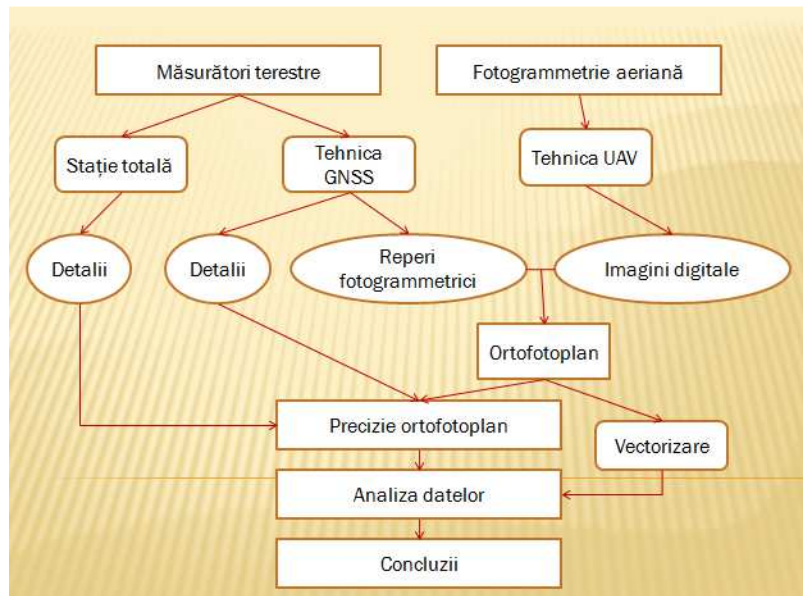 Măsurători terestre
Fotogrammetrie aeriană
Stație totală
Tehnica
GNSS
Tehnica UAV
Detalii
Detalii
Reperi
fotogrammetrici
Imagini digitale
Ortofotoplan
Precizie ortofotoplan
Vectorizare
Analiza datelor
Concluzii